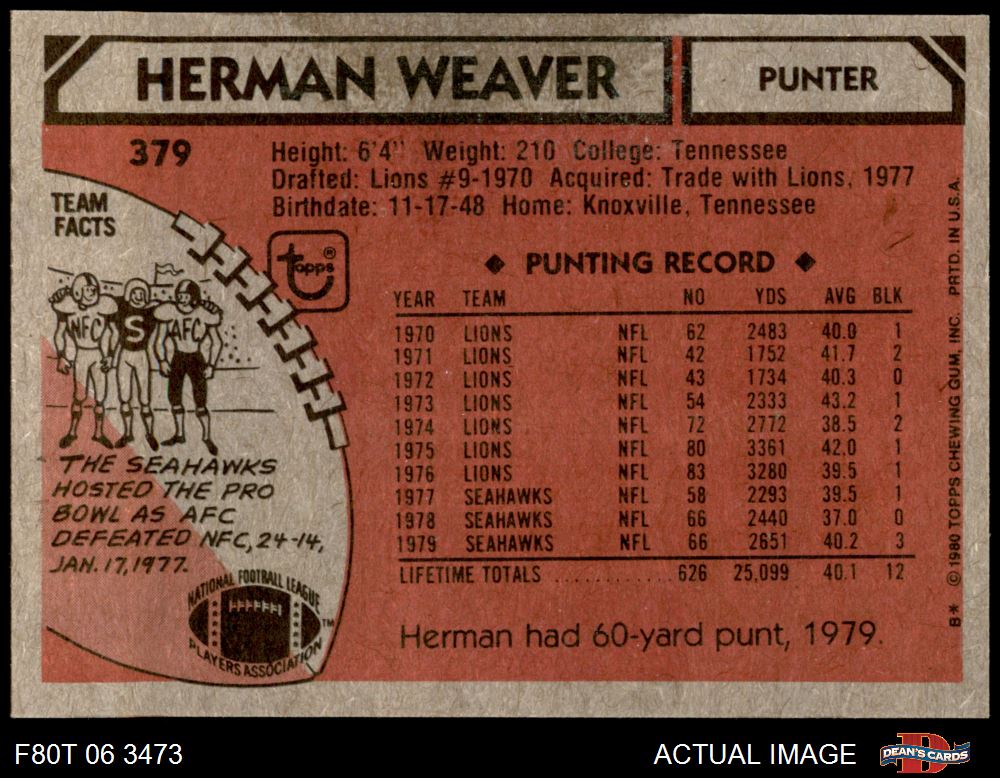 HERMAN WEAVER
PUNTER
379
Height: 6'4" Weight: 210 College: Tennessee
Drafted: Lions #9-1970 Acquired: Trade with Lions, 1977
Birthdate: 11-17-48 Home: Knoxville, Tennessee
TEAM
FACTS
topps®
NFC S AFC
THE SEAHAWKS
HOSTED THE PRO
BOWL AS AFC
DEFEATED NFC, 24-14,
JAN. 17, 1977.
NATIONAL FOOTBALL LEAGUE
PLAYERS ASSOCIATION
TM
◆ PUNTING RECORD ◆
YEAR TEAM NO YDS AVG BLK
1970 LIONS NFL 62 2483 40.0 1
1971 LIONS NFL 42 1752 41.7 2
1972 LIONS NFL 43 1734 40.3 0
1973 LIONS NFL 54 2333 43.2 1
1974 LIONS NFL 72 2772 38.5 2
1975 LIONS NFL 80 3361 42.0 1
1976 LIONS NFL 83 3280 39.5 1
1977 SEAHAWKS NFL 58 2293 39.5 1
1978 SEAHAWKS NFL 66 2440 37.0 0
1979 SEAHAWKS NFL 66 2651 40.2 3
LIFETIME TOTALS ............ 626 25,099 40.1 12
Herman had 60-yard punt, 1979.
B* © 1980 TOPPS CHEWING GUM, INC. PRTD. IN U.S.A.
F80T 06 3473
ACTUAL IMAGE
D
DEAN'S CARDS